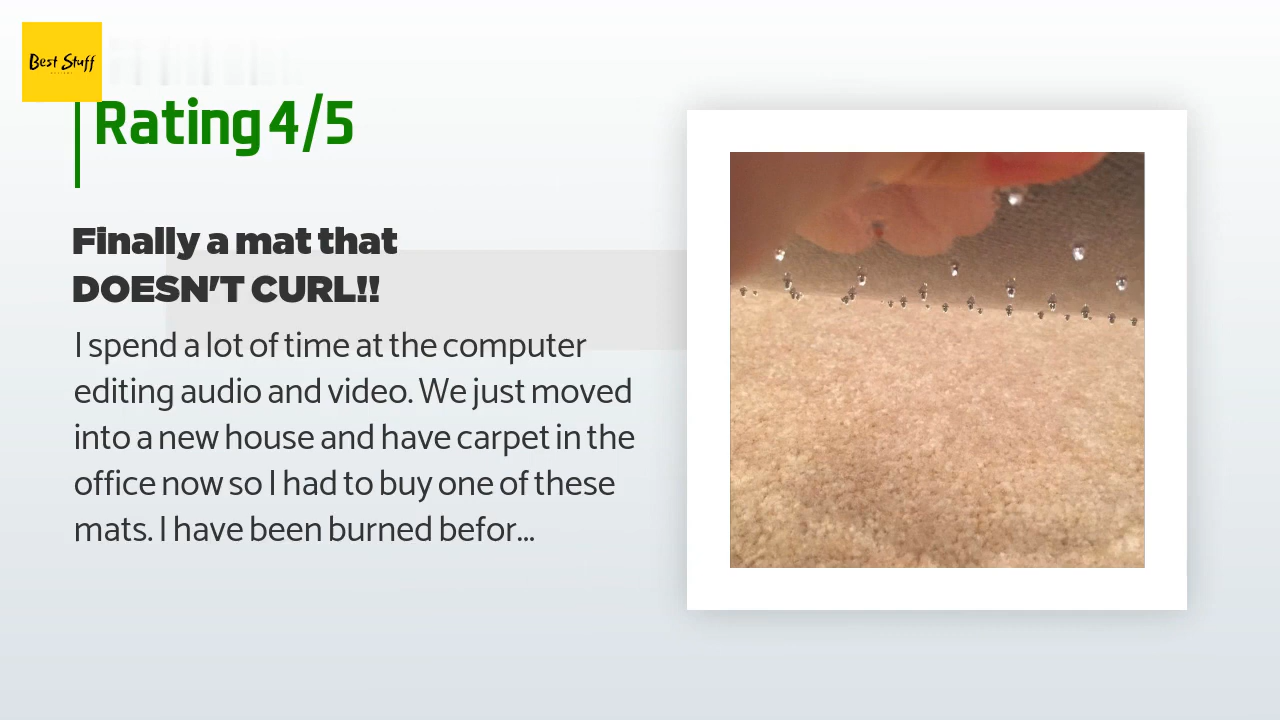 Best Stuff
Rating 4/5
Finally a mat that
DOESN'T CURL!!
I spend a lot of time at the computer
editing audio and video. We just moved
into a new house and have carpet in the
office now so I had to buy one of these
mats. I have been burned befor...